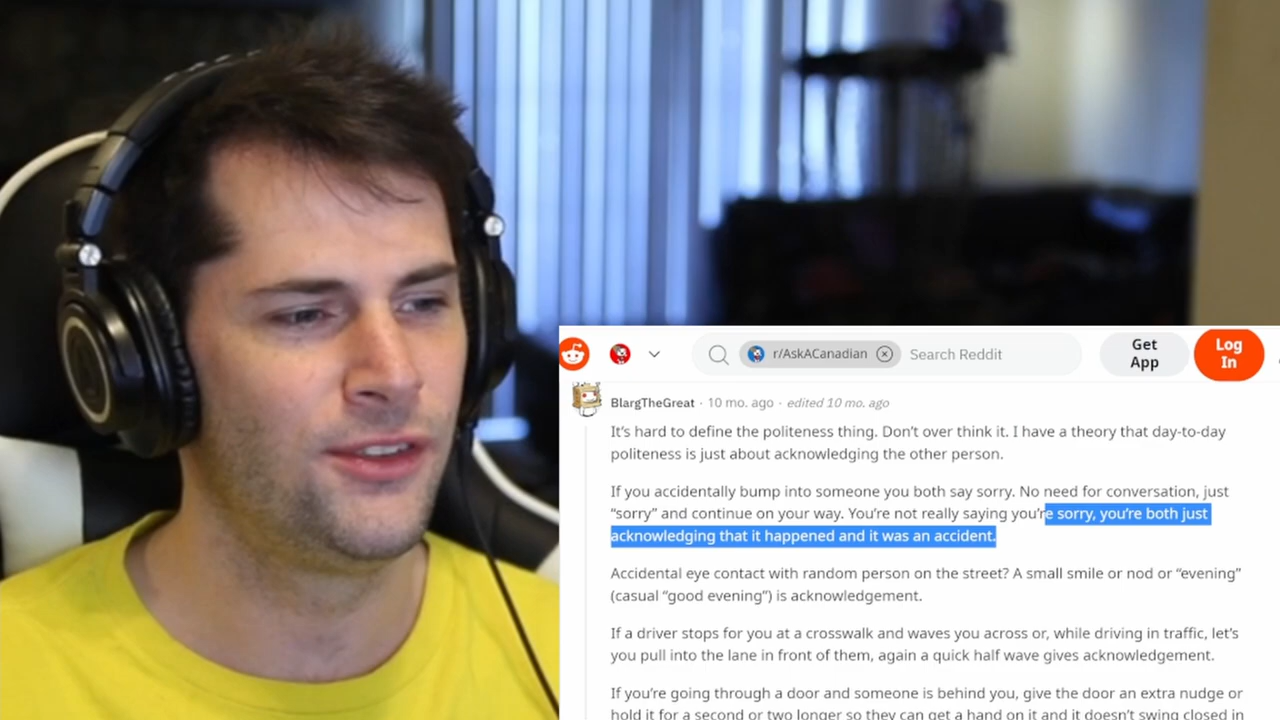 r/AskACanadian
Search Reddit
Get
App
Log
In
BlargTheGreat · 10 mo. ago · edited 10 mo. ago
It’s hard to define the politeness thing. Don’t over think it. I have a theory that day-to-day
politeness is just about acknowledging the other person.
If you accidentally bump into someone you both say sorry. No need for conversation, just
“sorry” and continue on your way. You’re not really saying you’re sorry, you’re both just
acknowledging that it happened and it was an accident.
Accidental eye contact with random person on the street? A small smile or nod or “evening”
(casual “good evening”) is acknowledgement.
If a driver stops for you at a crosswalk and waves you across or, while driving in traffic, let’s
you pull into the lane in front of them, again a quick half wave gives acknowledgement.
If you’re going through a door and someone is behind you, give the door an extra nudge or
hold it for a second or two longer so they can get a hand on it and it doesn’t swing closed in